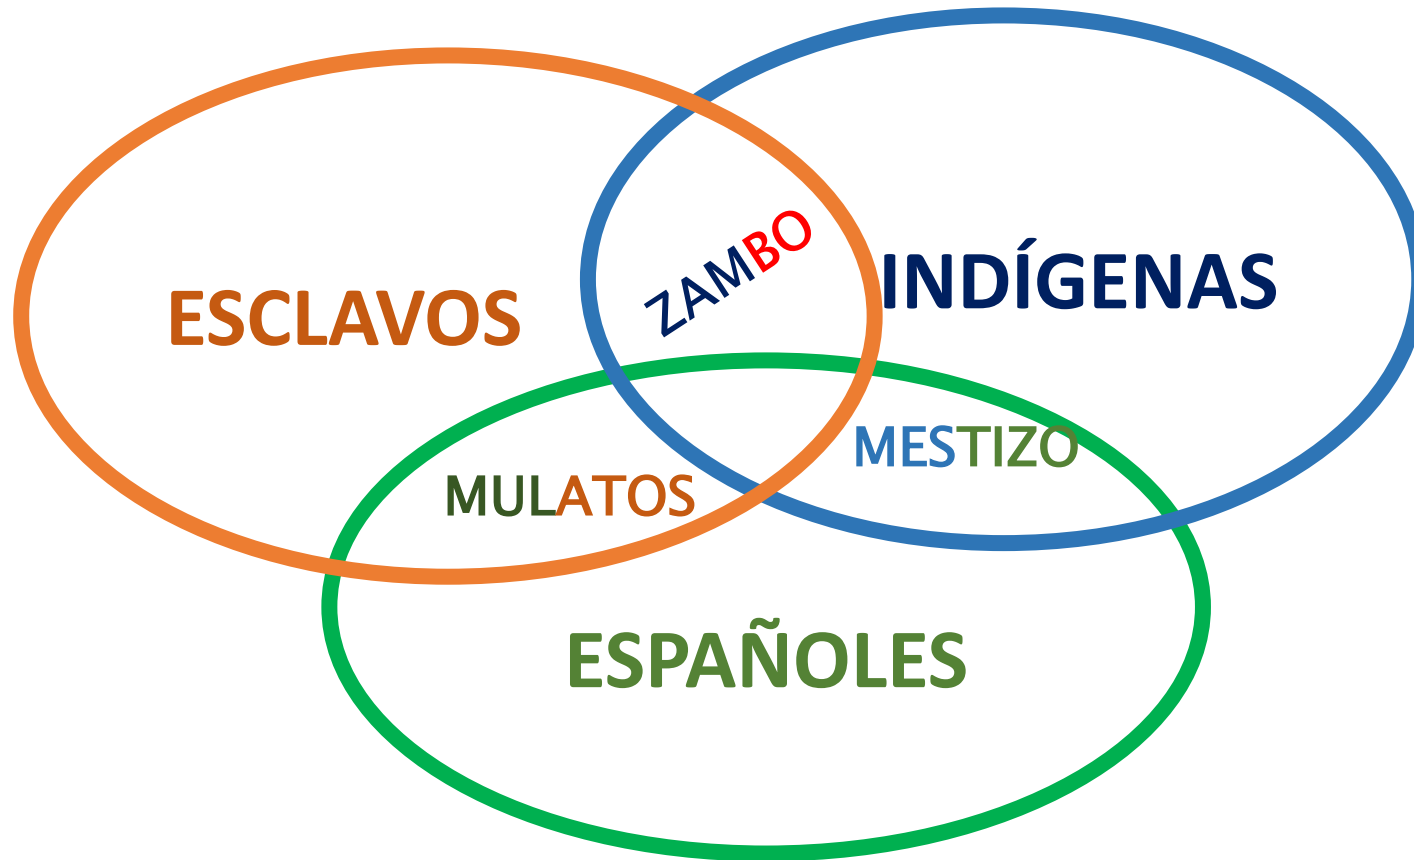 ZAMBO
INDÍGENAS
ESCLAVOS
MESTIZO
MULATOS
ESPAÑOLES